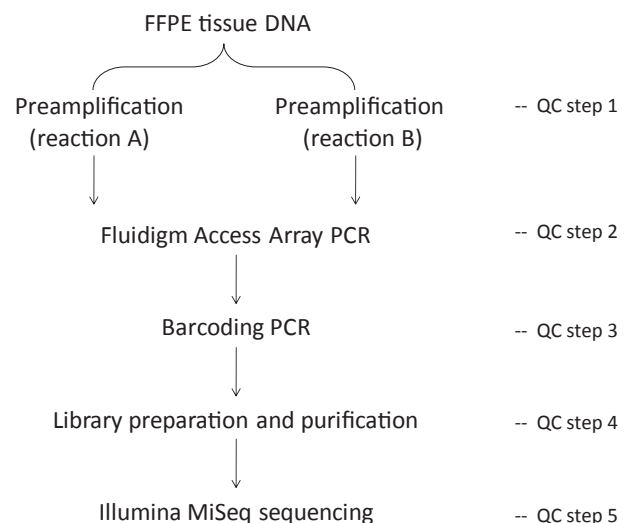 FFPE tissue DNA
Preamplification Preamplification -- QC step 1
(reaction A) (reaction B)
Fluidigm Access Array PCR -- QC step 2
Barcoding PCR -- QC step 3
Library preparation and purification -- QC step 4
Illumina MiSeq sequencing -- QC step 5